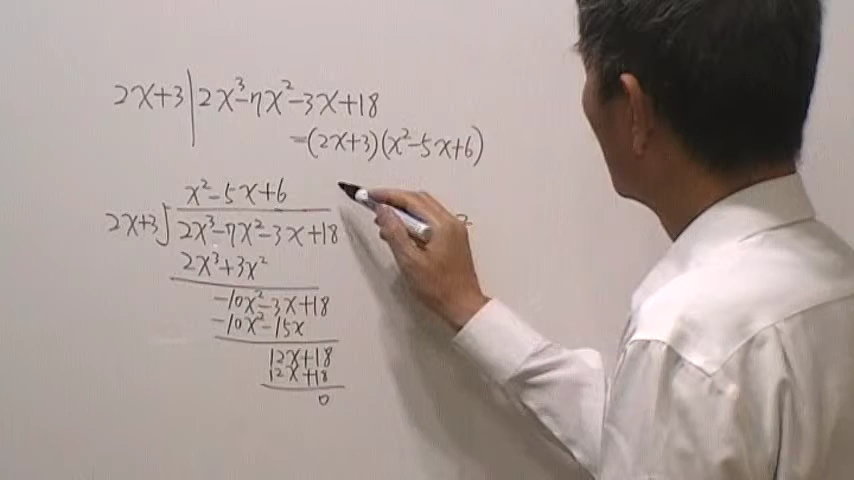 2x+3 | 2x³-7x²-3x+18
=(2x+3)(x²-5x+6)
x²-5x+6
2x+3 ) 2x³-7x²-3x+18
2x³+3x²
-10x²-3x+18
-10x²-15x
12x+18
12x+18
0